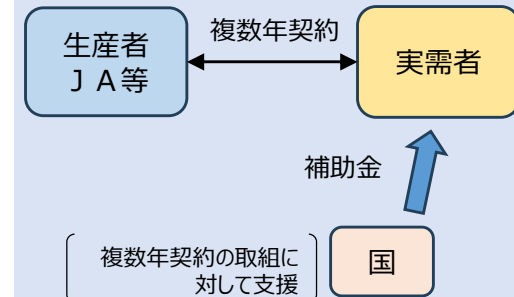 複数年契約
生産者
ＪＡ等
実需者
補助金
複数年契約の取組に
対して支援
国